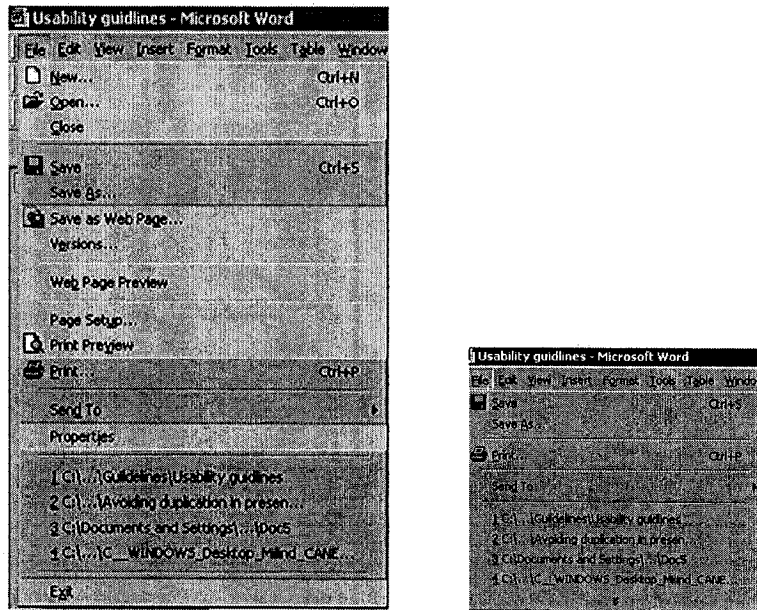 Usability guidlines - Microsoft Word
File Edit View Insert Format Tools Table Window
New... Ctrl+N
Open... Ctrl+O
Close
Save Ctrl+S
Save As...
Save as Web Page...
Versions...
Web Page Preview
Page Setup...
Print Preview
Print... Ctrl+P
Send To
Properties
1 C:\...\Guidelines\Usability guidlines
2 C:\...\Avoiding duplication in presen...
3 C:\Documents and Settings\...\Doc5
4 C:\...\C__WINDOWS_Desktop_Milind_CANE...
Exit
Usability guidlines - Microsoft Word
File Edit View Insert Format Tools Table Windo
Save Ctrl+S
Save As...
Print... Ctrl+P
Send To
1 C:\...\Guidelines\Usability guidlines
2 C:\...\Avoiding duplication in presen...
3 C:\Documents and Settings\...\Doc5
4 C:\...\C__WINDOWS_Desktop_Milind_CANE...